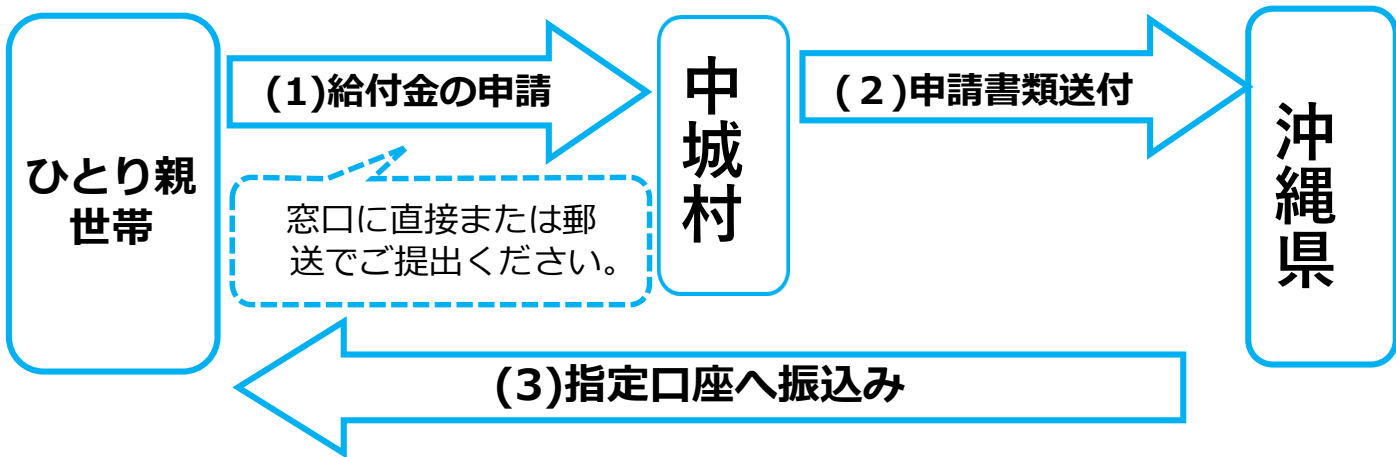 ひとり親
世帯
(1)給付金の申請
窓口に直接または郵
送でご提出ください。
中城村
(２)申請書類送付
沖縄県
(3)指定口座へ振込み